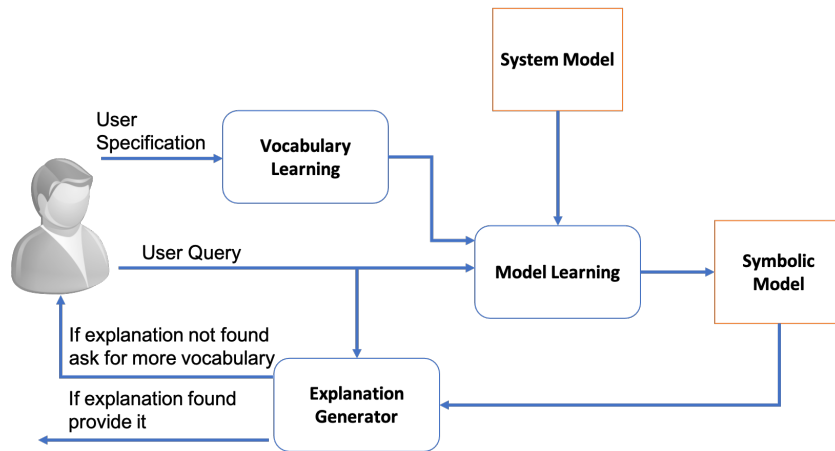 System Model
User
Specification
Vocabulary
Learning
User Query
Model Learning
Symbolic
Model
If explanation not found
ask for more vocabulary
Explanation
Generator
If explanation found
provide it